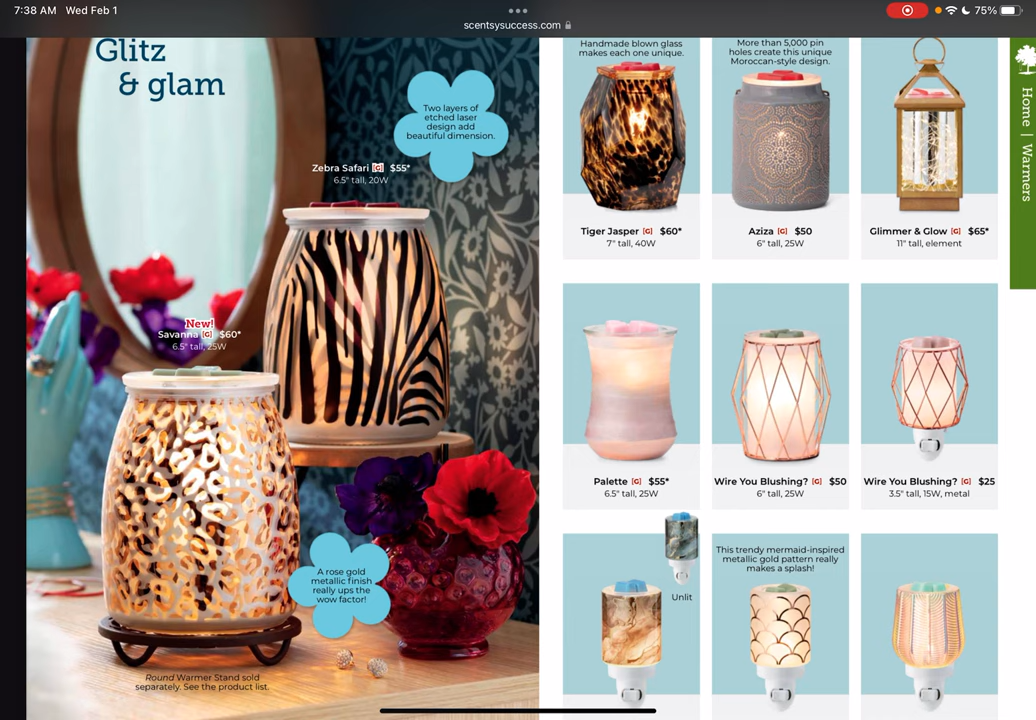 7:38 AM Wed Feb 1
75%
scentsysuccess.com
Glitz
& glam
Two layers of
etched laser
design add
beautiful dimension.
Zebra Safari [G] $55*
6.5" tall, 20W
New!
Savanna [G] $60*
6.5" tall, 25W
A rose gold
metallic finish
really ups the
wow factor!
Round Warmer Stand sold
separately. See the product list.
Handmade blown glass
makes each one unique.
More than 5,000 pin
holes create this unique
Moroccan-style design.
Tiger Jasper [G] $60*
7" tall, 40W
Aziza [G] $50
6" tall, 25W
Glimmer & Glow [G] $65*
11" tall, element
Palette [G] $55*
6.5" tall, 25W
Wire You Blushing? [G] $50
6" tall, 25W
Wire You Blushing? [G] $25
3.5" tall, 15W, metal
Unlit
This trendy mermaid-inspired
metallic gold pattern really
makes a splash!
Home | Warmers